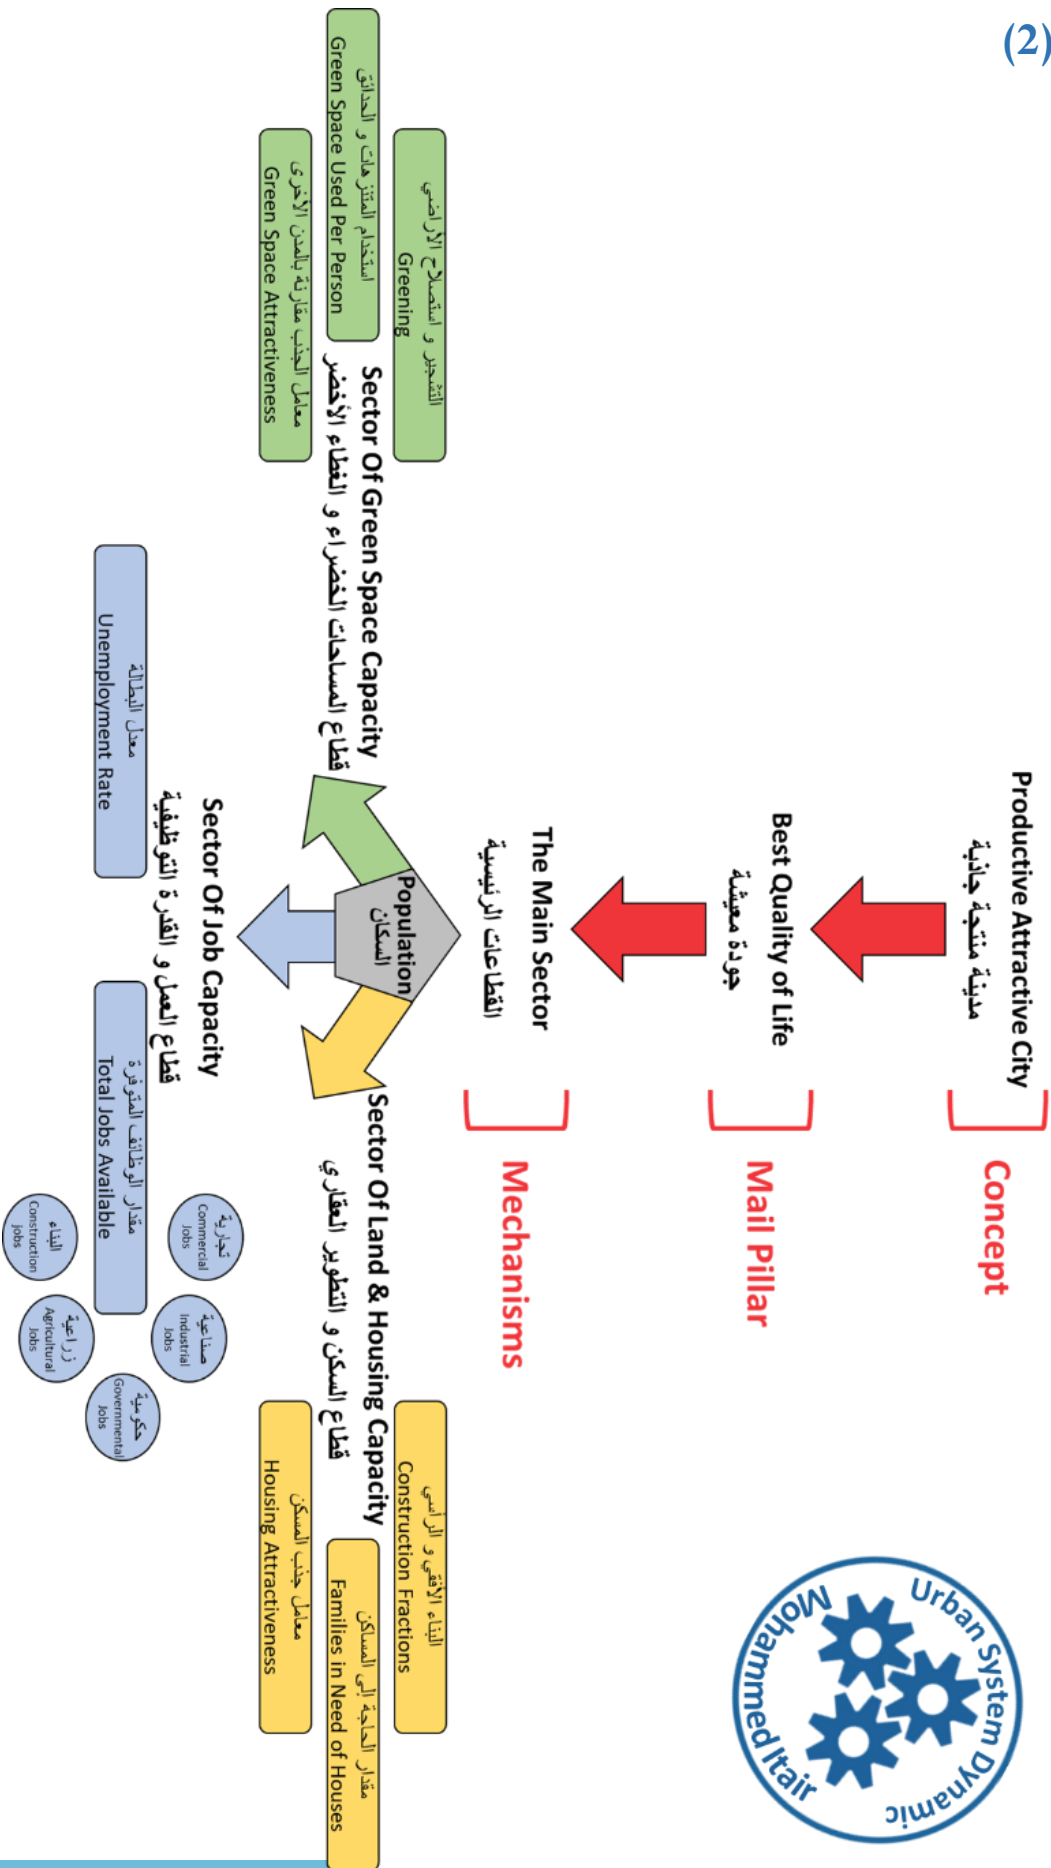 (2)
Productive Attractive City
مدينة منتجة جاذبة
Concept
Best Quality of Life
جودة معيشة
Mail Pillar
The Main Sector
القطاعات الرئيسية
Mechanisms
Population
السكان
Sector Of Green Space Capacity
قطاع المساحات الخضراء و الغطاء الأخضر
التشجير و استصلاح الأراضي
Greening
استخدام المتنزهات و الحدائق
Green Space Used Per Person
معامل الجذب مقارنة بالمدن الأخرى
Green Space Attractiveness
Sector Of Land & Housing Capacity
قطاع السكن و التطوير العقاري
البناء الأفقي و الراسي
Construction Fractions
مقدار الحاجة إلى المساكن
Families in Need of Houses
معامل جذب المسكن
Housing Attractiveness
Sector Of Job Capacity
قطاع العمل و القدرة التوظيفية
معدل البطالة
Unemployment Rate
مقدار الوظائف المتوفرة
Total Jobs Available
تجارية
Commercial
Jobs
صناعية
Industrial
Jobs
حكومية
Governmental
Jobs
زراعية
Agricultural
Jobs
البناء
Construction
jobs
Urban System Dynamic
Mohammed Itair